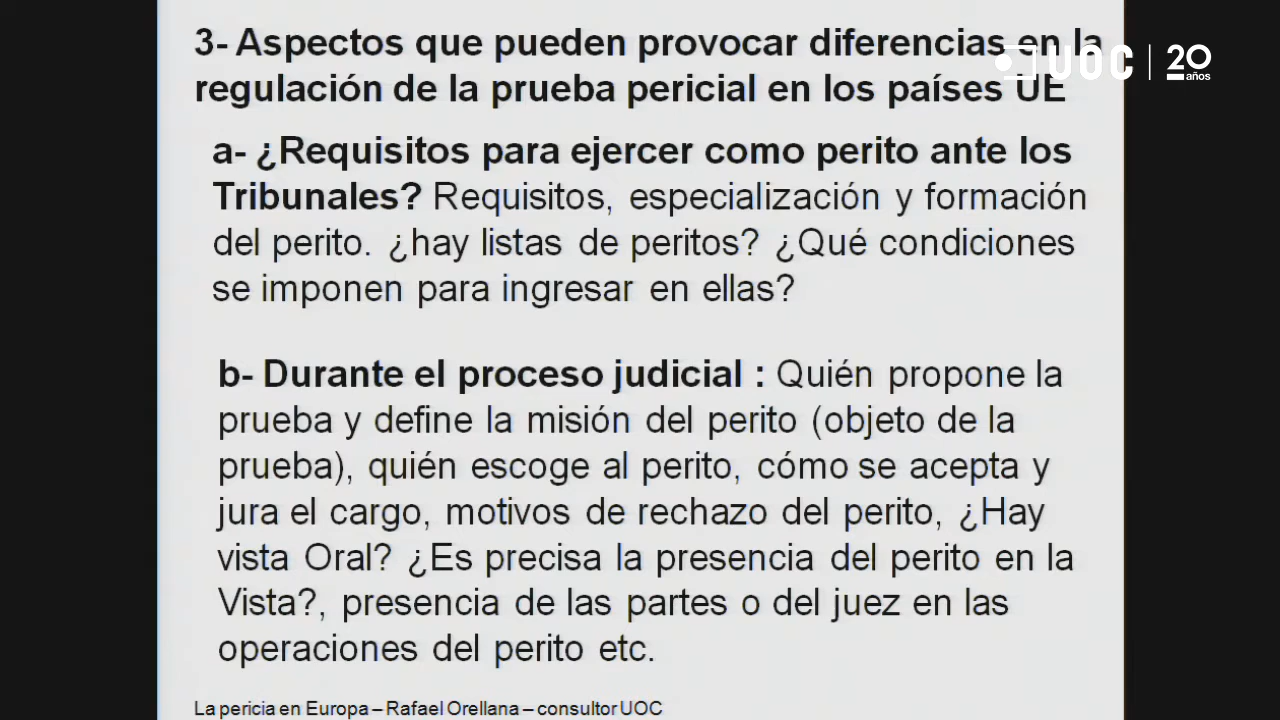 3- Aspectos que pueden provocar diferencias en la
regulación de la prueba pericial en los países UE
UOC | 20 años
a- ¿Requisitos para ejercer como perito ante los
Tribunales? Requisitos, especialización y formación
del perito. ¿hay listas de peritos? ¿Qué condiciones
se imponen para ingresar en ellas?
b- Durante el proceso judicial : Quién propone la
prueba y define la misión del perito (objeto de la
prueba), quién escoge al perito, cómo se acepta y
jura el cargo, motivos de rechazo del perito, ¿Hay
vista Oral? ¿Es precisa la presencia del perito en la
Vista?, presencia de las partes o del juez en las
operaciones del perito etc.
La pericia en Europa – Rafael Orellana – consultor UOC